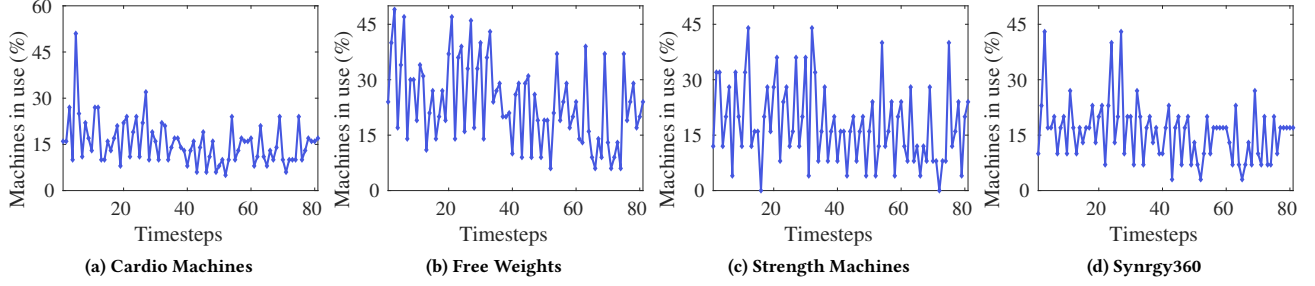 Machines in use (%)
60
45
30
15
0
20
40
60
80
Timesteps
(a) Cardio Machines
Machines in use (%)
45
30
15
0
20
40
60
80
Timesteps
(b) Free Weights
Machines in use (%)
45
30
15
0
20
40
60
80
Timesteps
(c) Strength Machines
Machines in use (%)
45
30
15
0
20
40
60
80
Timesteps
(d) Synrgy360